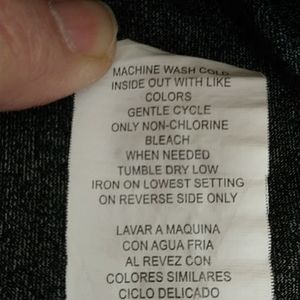 MACHINE WASH COLD
INSIDE OUT WITH LIKE
COLORS
GENTLE CYCLE
ONLY NON-CHLORINE
BLEACH
WHEN NEEDED
TUMBLE DRY LOW
IRON ON LOWEST SETTING
ON REVERSE SIDE ONLY
LAVAR A MAQUINA
CON AGUA FRIA
AL REVEZ CON
COLORES SIMILARES
CICLO DELICADO